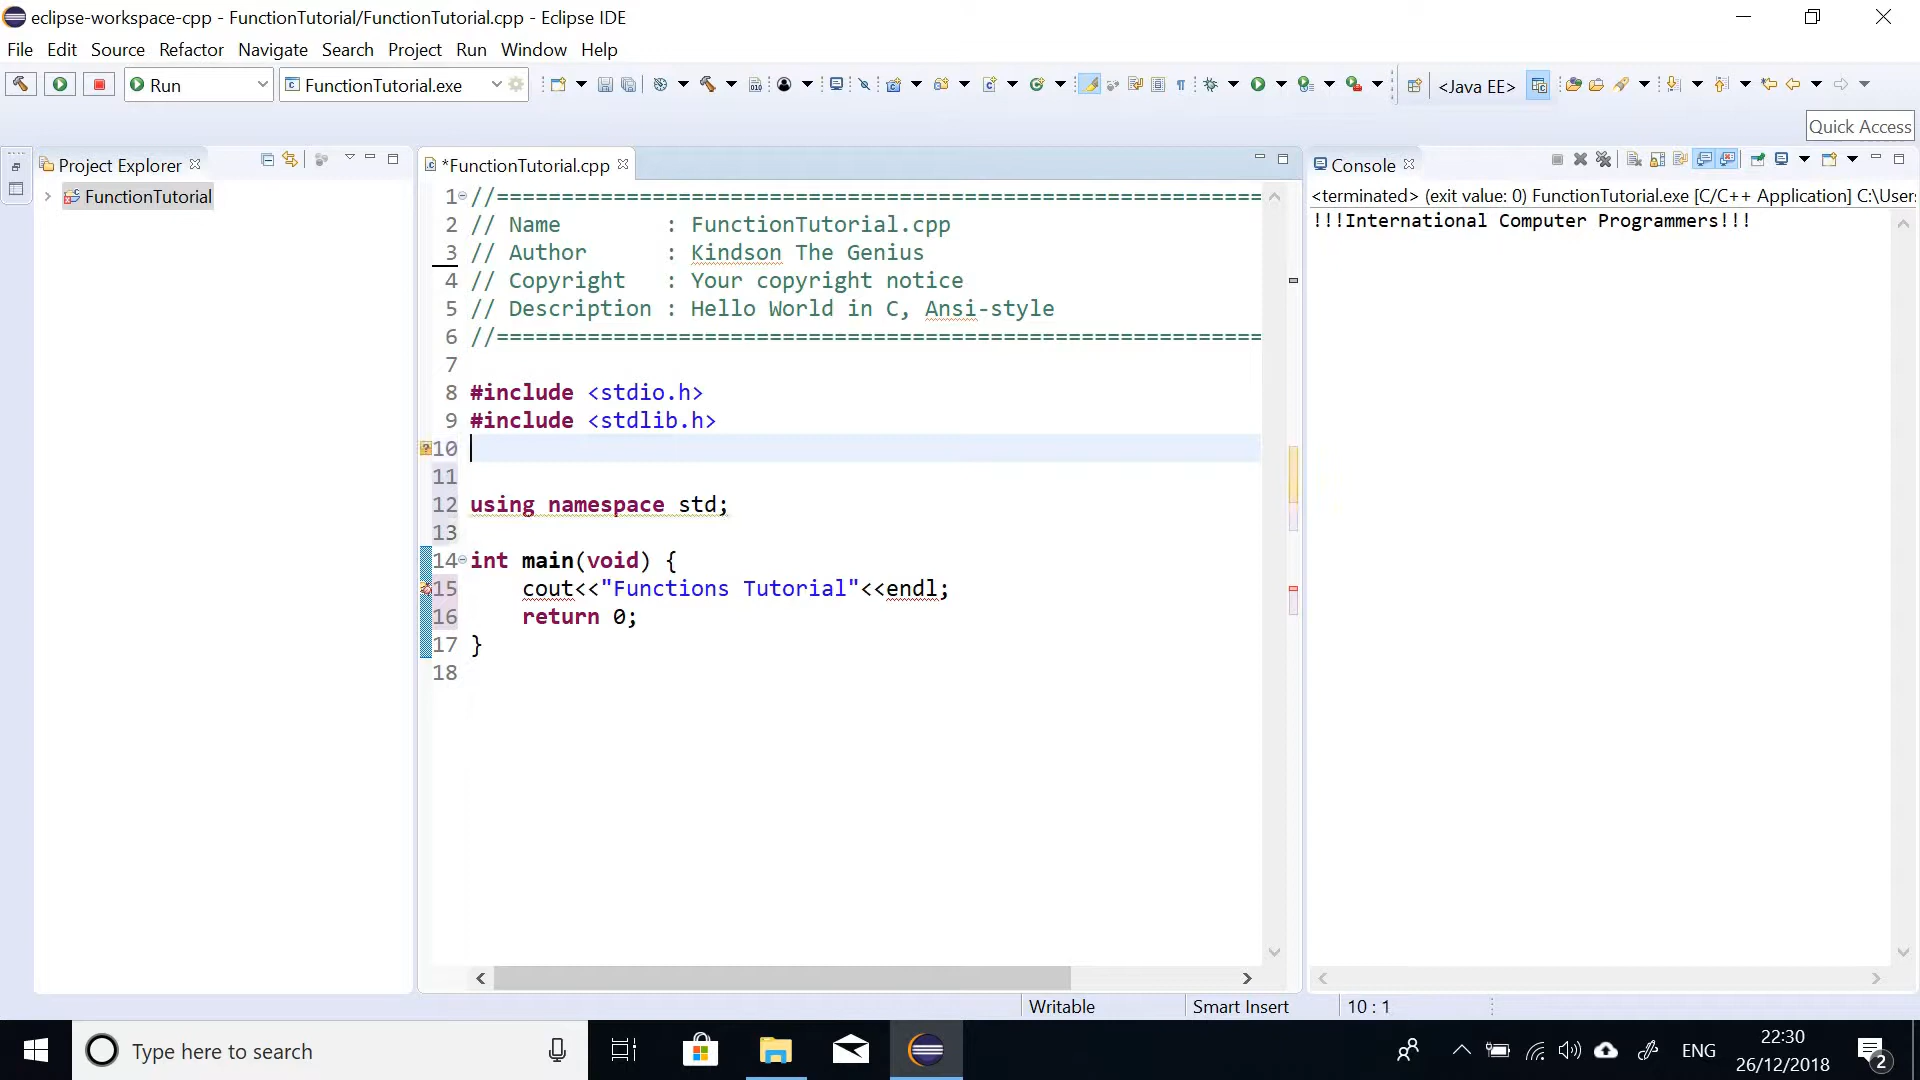 eclipse-workspace-cpp - FunctionTutorial/FunctionTutorial.cpp - Eclipse IDE
File Edit Source Refactor Navigate Search Project Run Window Help
Run FunctionTutorial.exe <Java EE>
Quick Access
Project Explorer
FunctionTutorial
*FunctionTutorial.cpp
1 //===========================================================
2 // Name : FunctionTutorial.cpp
3 // Author : Kindson The Genius
4 // Copyright : Your copyright notice
5 // Description : Hello World in C, Ansi-style
6 //===========================================================
7
8 #include <stdio.h>
9 #include <stdlib.h>
10
11
12 using namespace std;
13
14 int main(void) {
15 cout<<"Functions Tutorial"<<endl;
16 return 0;
17 }
18
Console
<terminated> (exit value: 0) FunctionTutorial.exe [C/C++ Application] C:\User
!!!International Computer Programmers!!!
Writable Smart Insert 10 : 1
Type here to search
ENG
22:30
26/12/2018
2